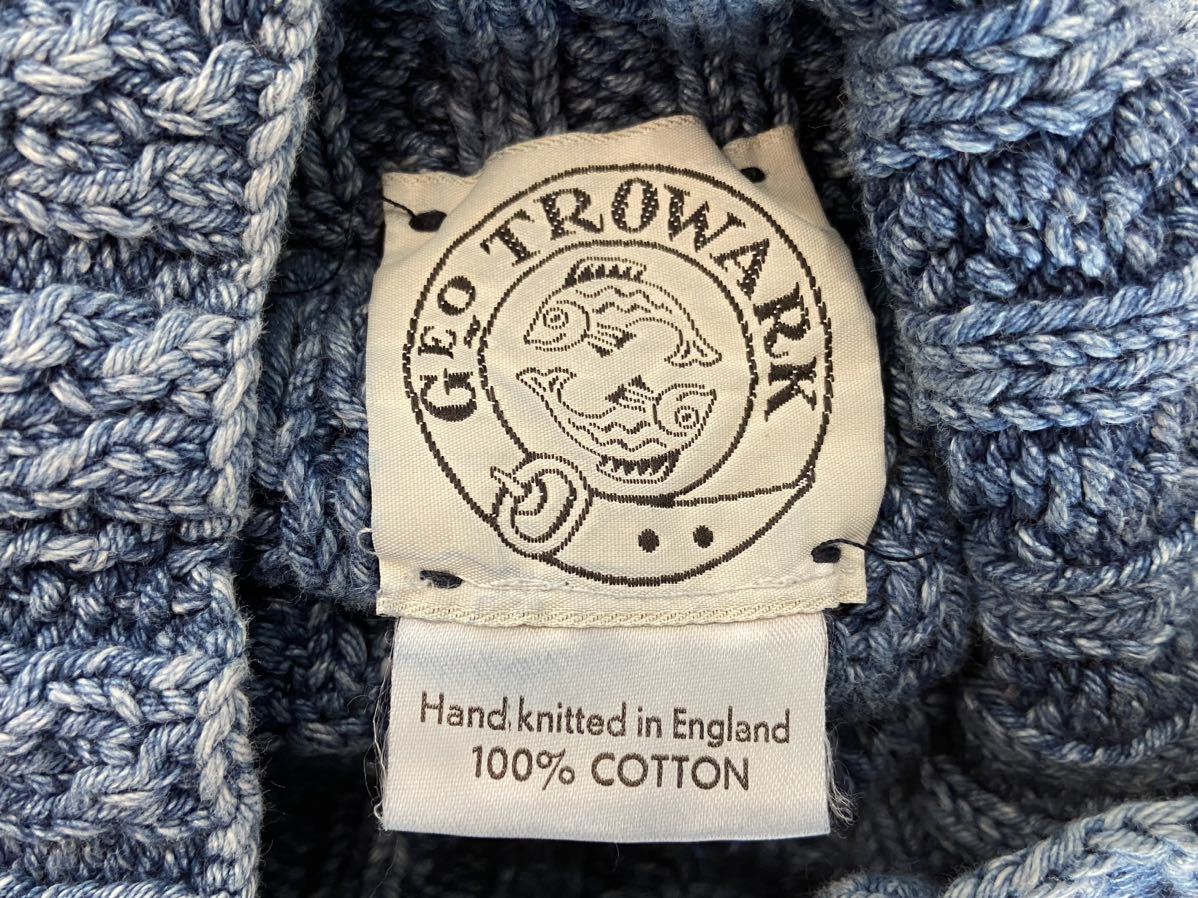 GEO TROWARK
Hand knitted in England
100% COTTON